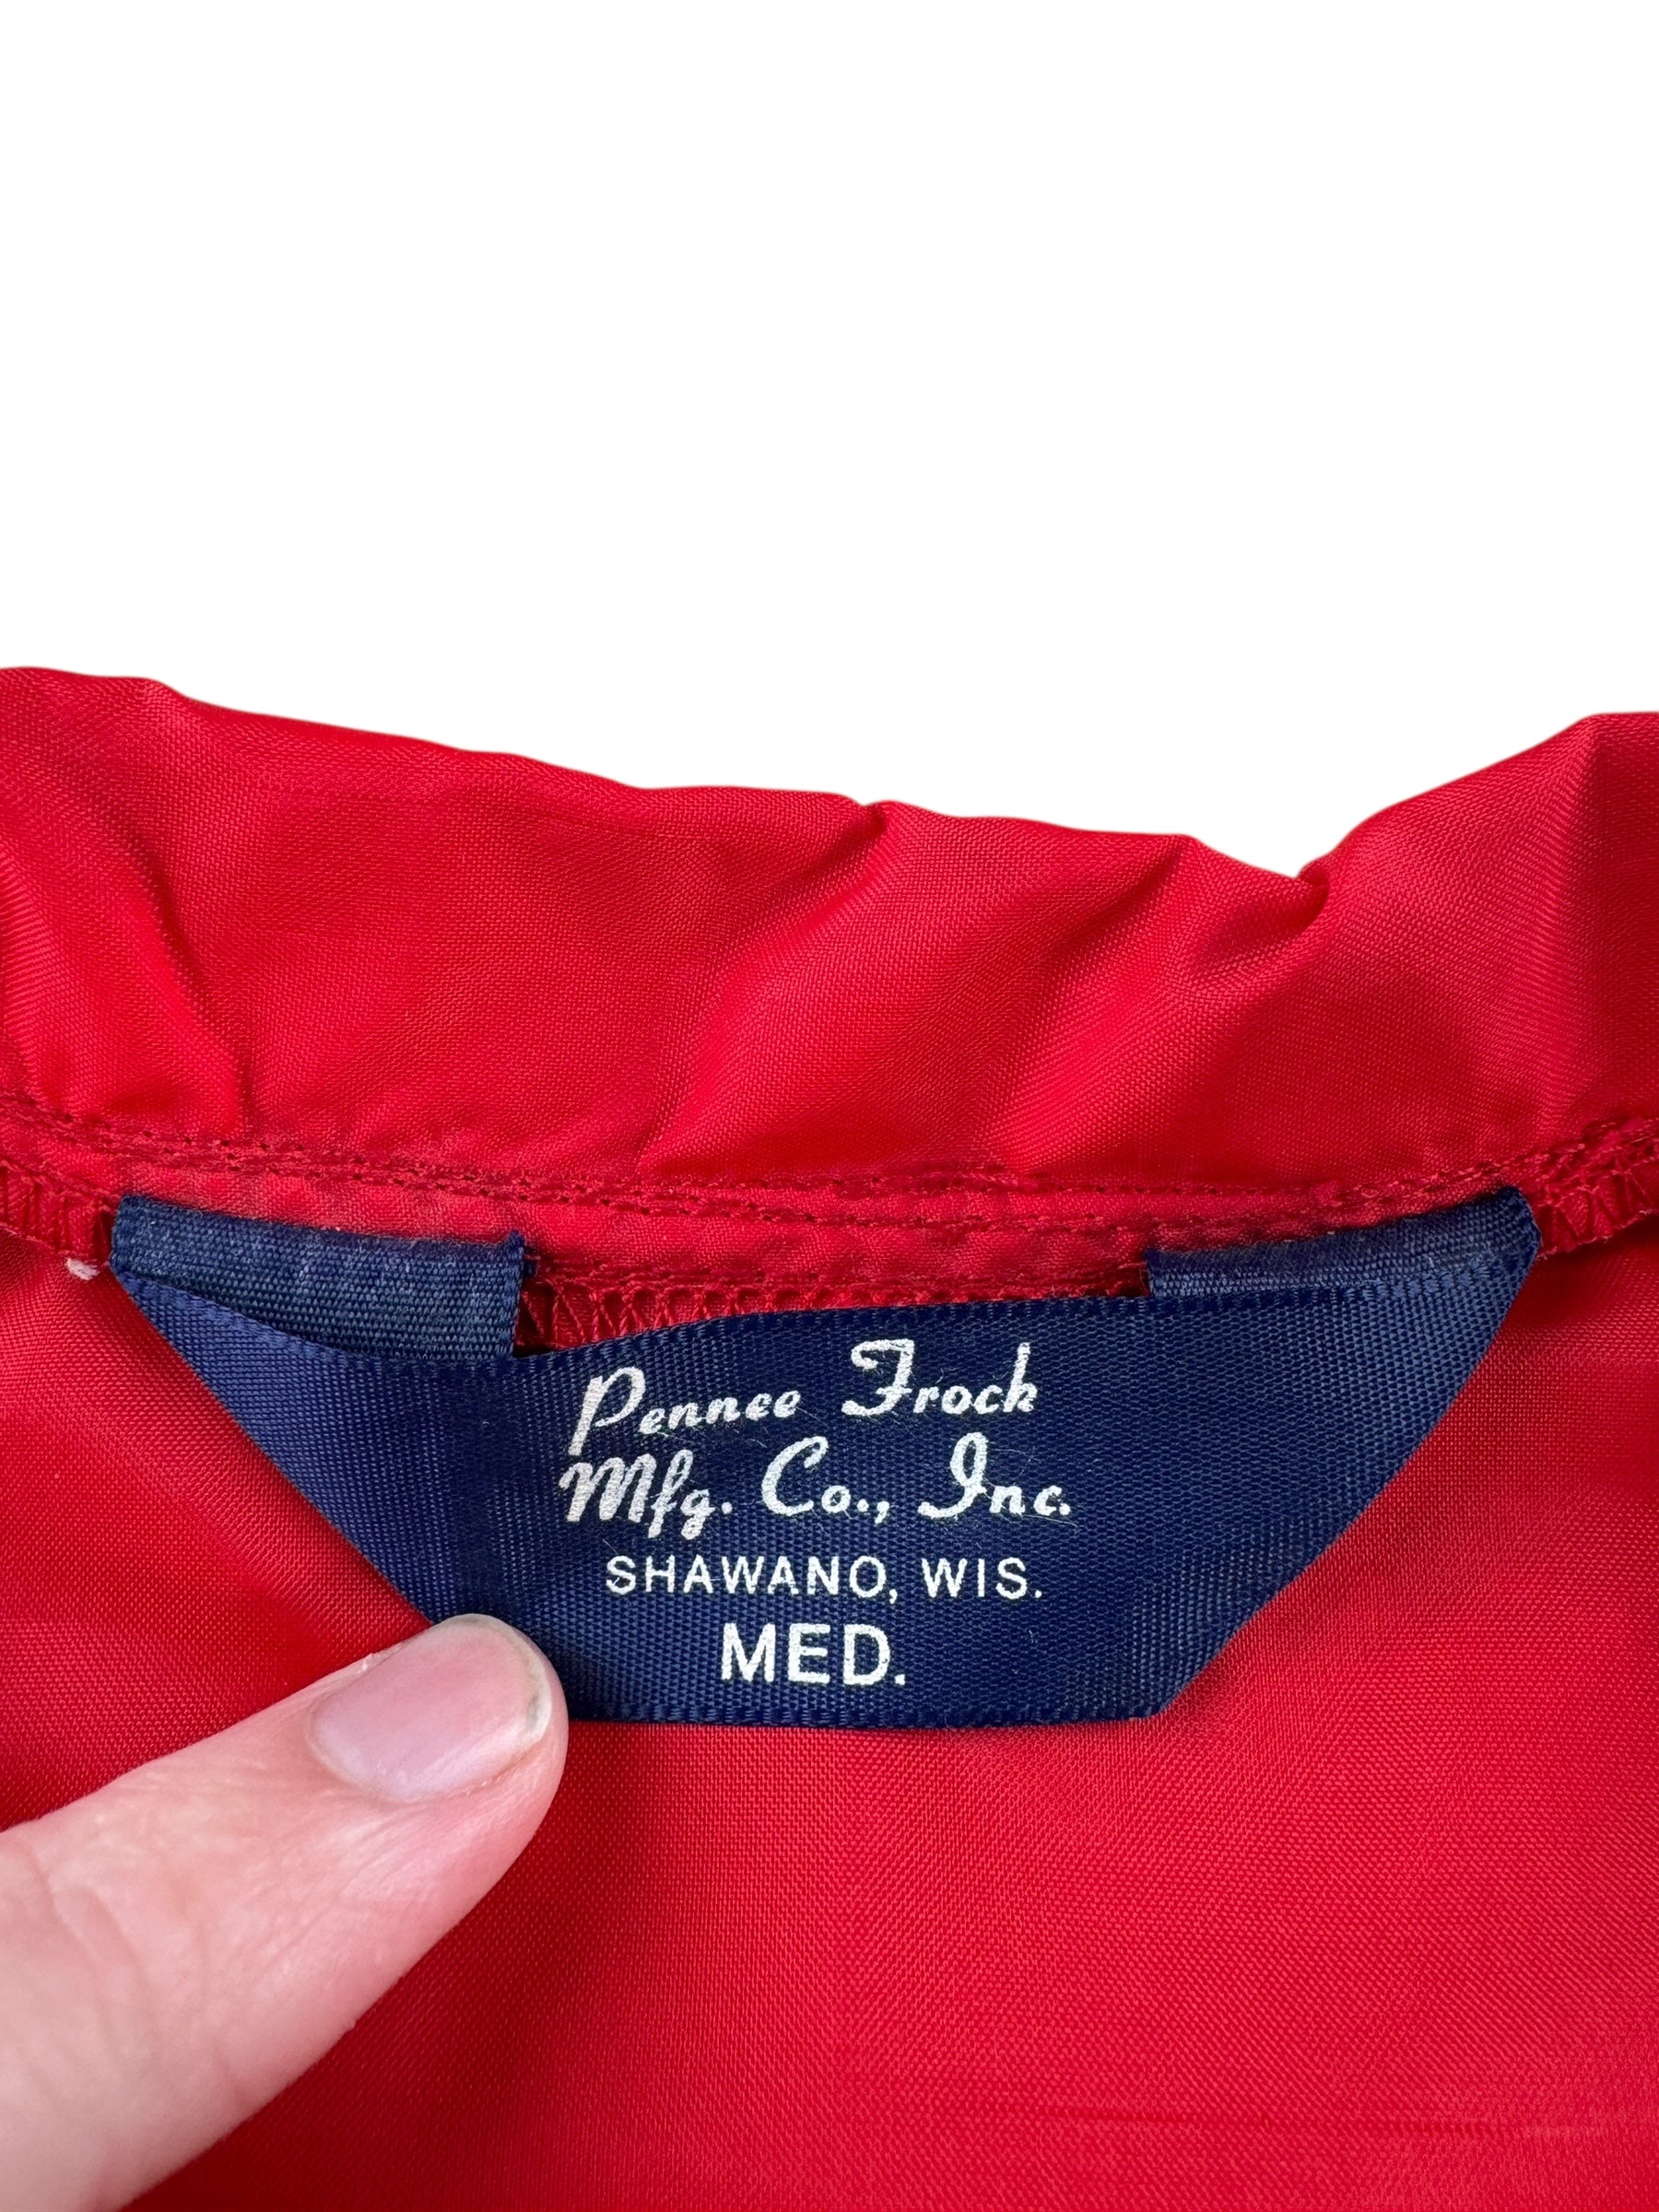 Pennee Frock
Mfg. Co., Inc.
SHAWANO, WIS.
MED.